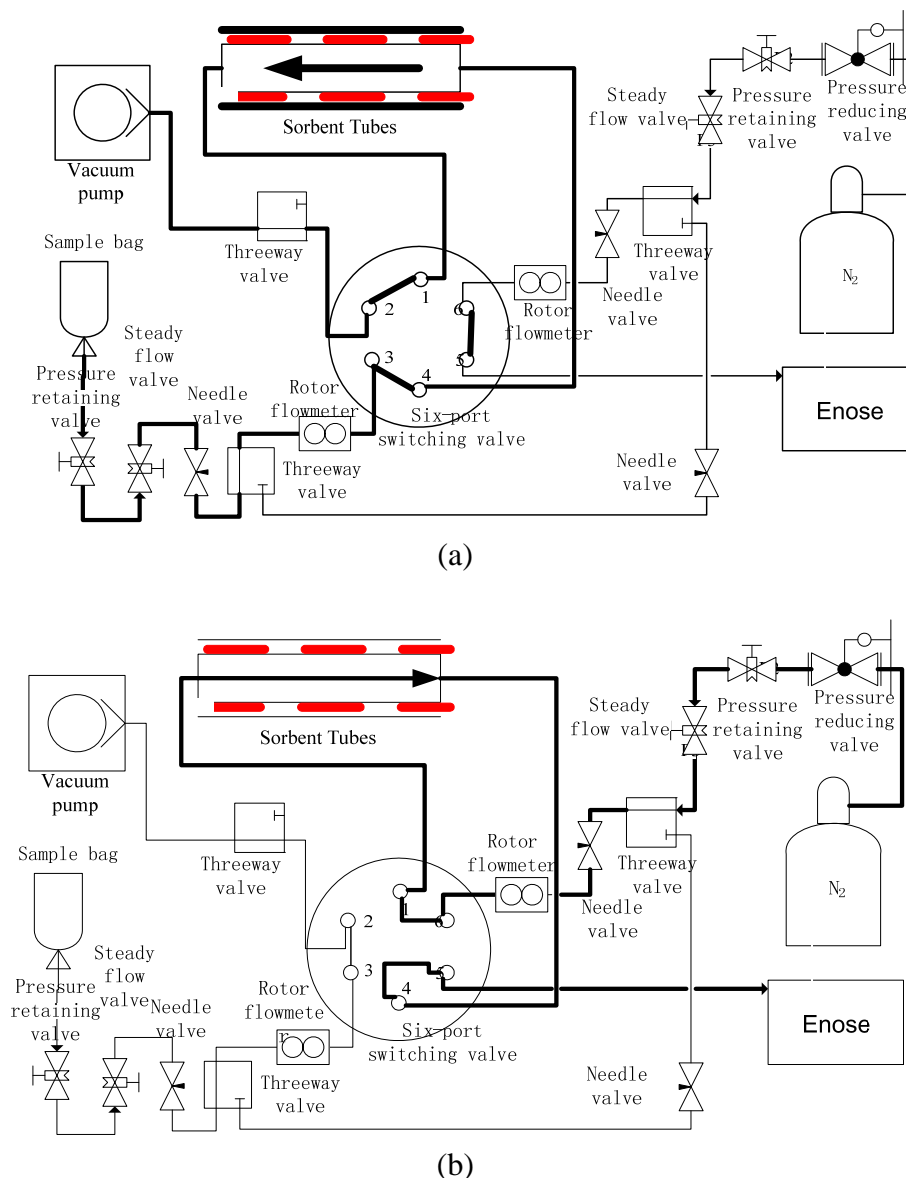 Sorbent Tubes
Vacuum
pump
Threeway
valve
Sample bag
Steady
flow
valve
Pressure
retaining
valve
Needle valve
Rotor
flowmeter
Threeway
valve
1
2
3
4
5
6
Six-port
switching valve
Rotor
flowmeter
Needle
valve
Threeway
valve
Steady
flow valve
Pressure
retaining
valve
Pressure
reducing
valve
N2
Enose
Needle
valve
(a)
Sorbent Tubes
Vacuum
pump
Threeway
valve
Sample bag
Steady
flow
valve
Pressure
retaining
valve
Needle
valve
Rotor
flowmete
r
Threeway
valve
1
2
3
4
5
6
Six-port
switching valve
Rotor
flowmeter
Needle
valve
Threeway
valve
Steady
flow valve
Pressure
retaining
valve
Pressure
reducing
valve
N2
Enose
Needle
valve
(b)